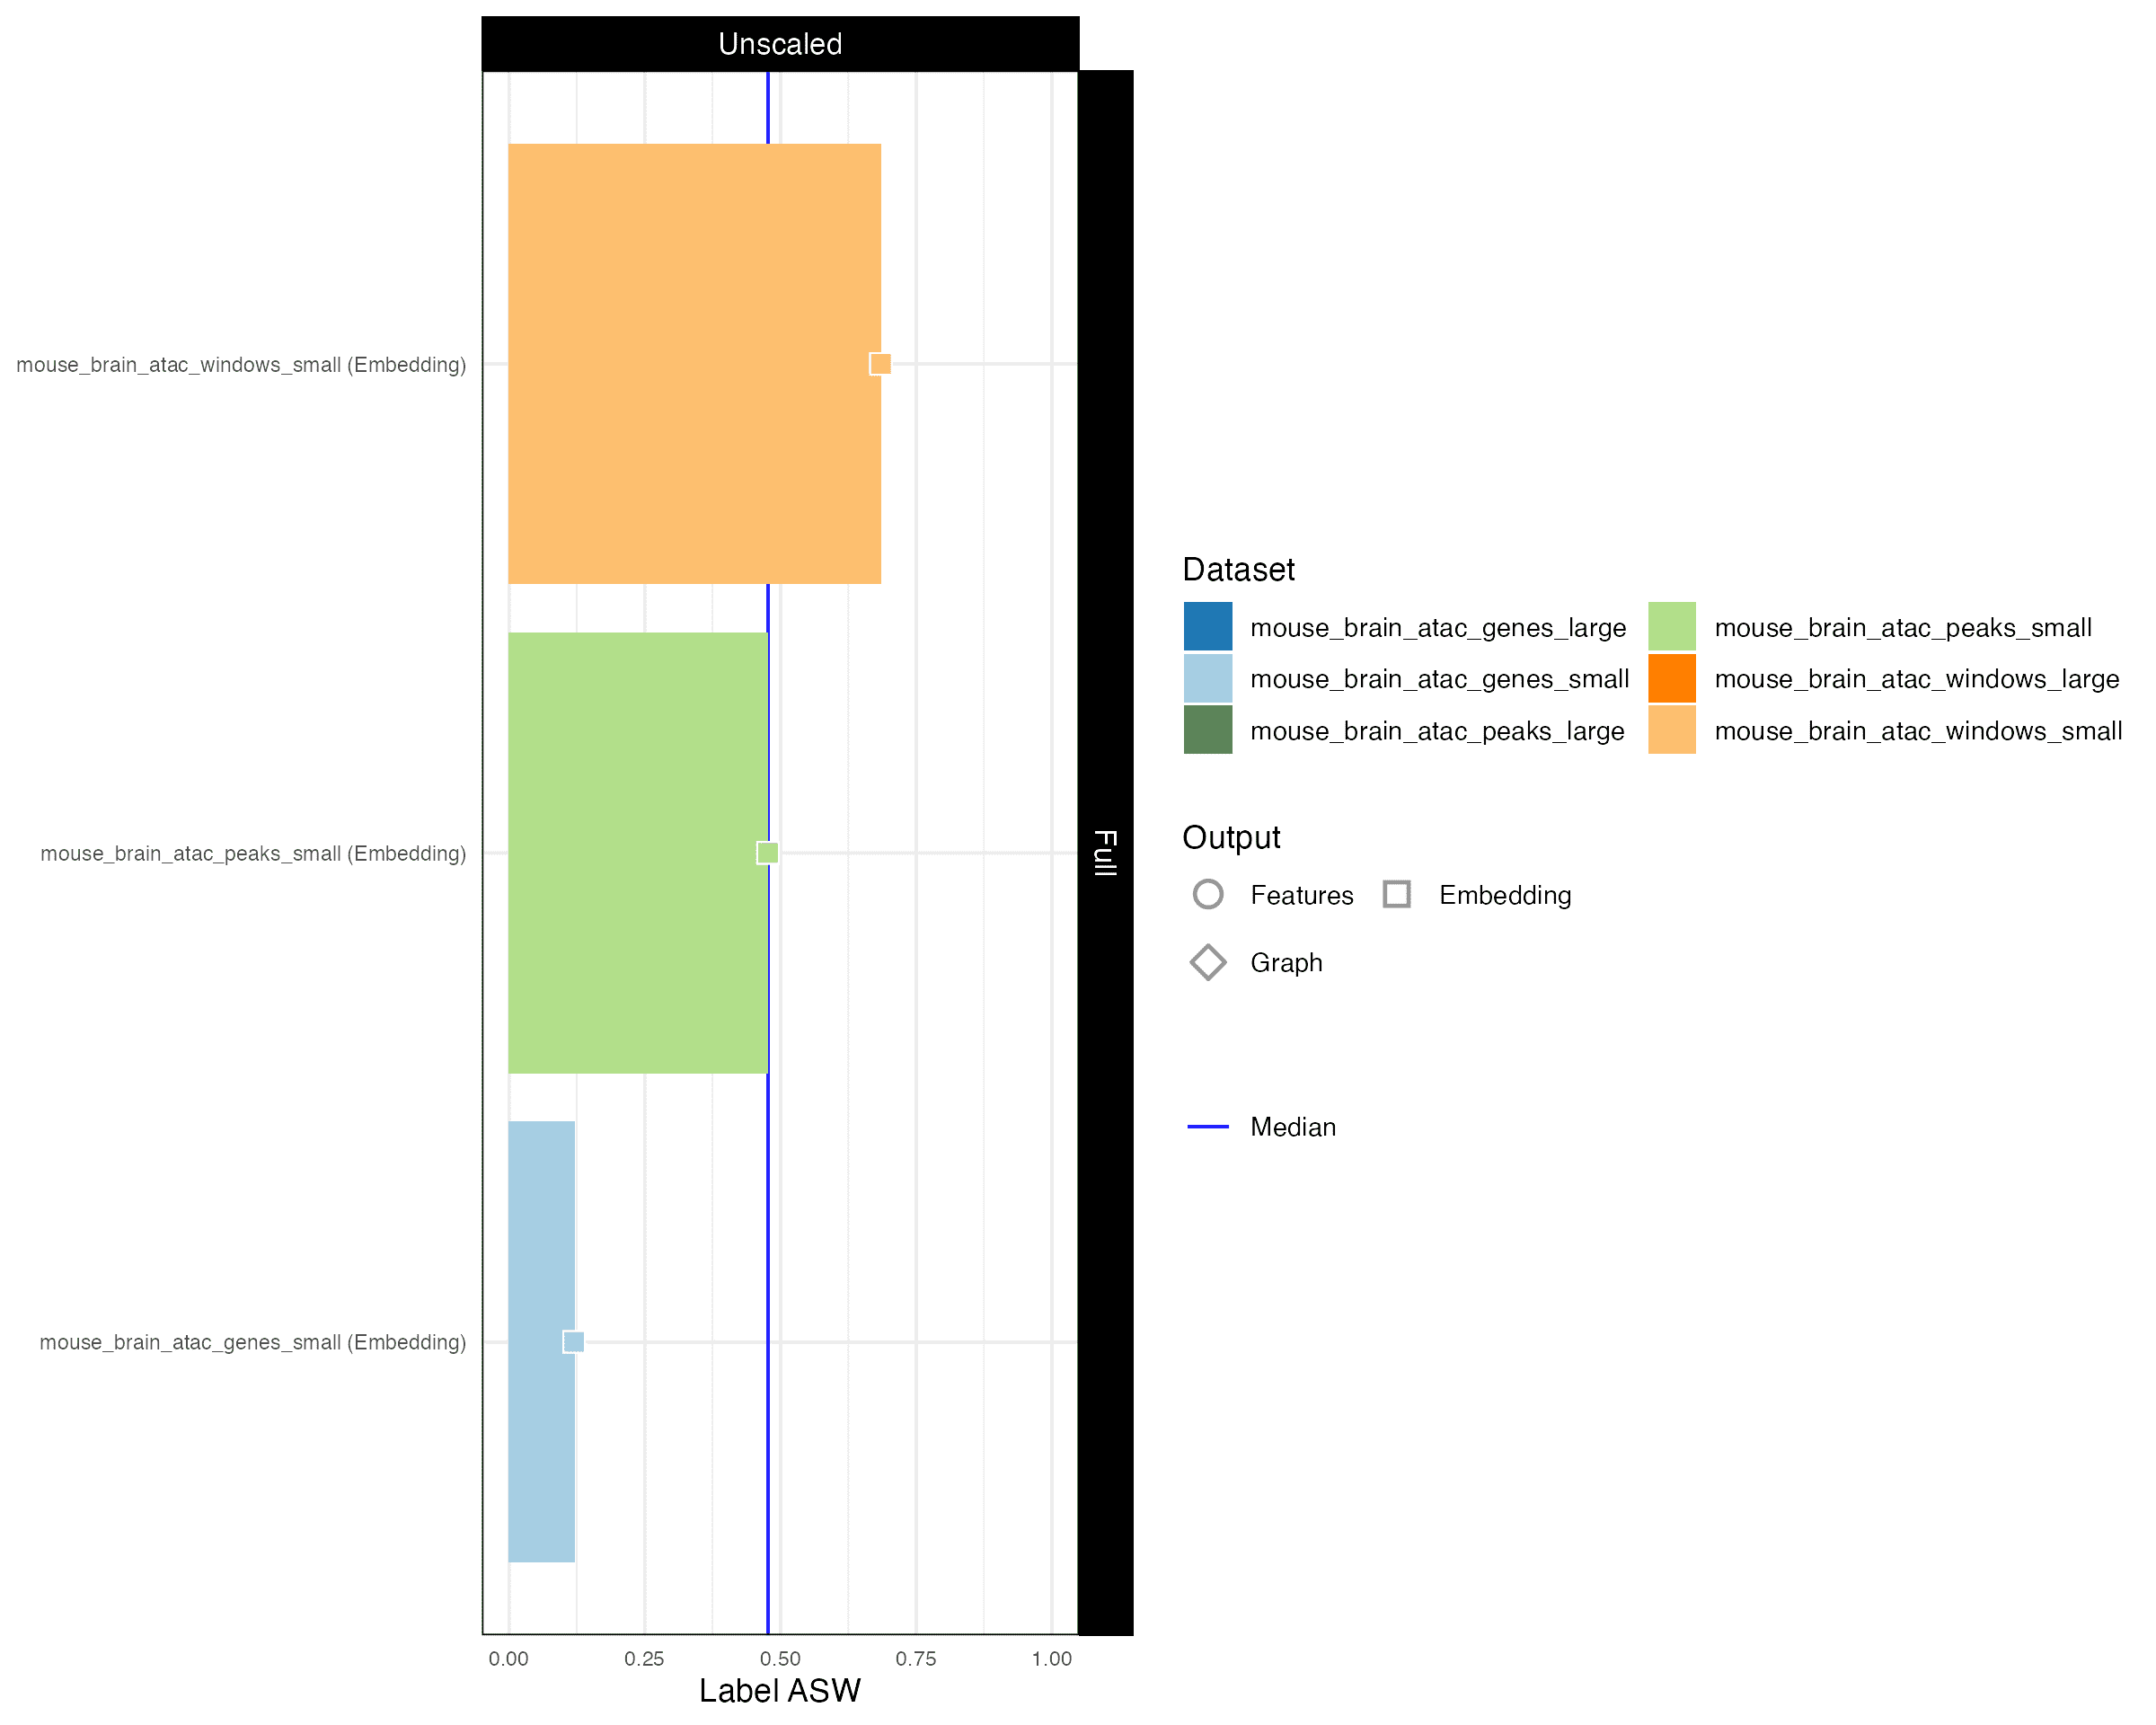 Unscaled
mouse_brain_atac_windows_small (Embedding)
mouse_brain_atac_peaks_small (Embedding)
mouse_brain_atac_genes_small (Embedding)
Full
0.00 0.25 0.50 0.75 1.00
Label ASW
Dataset
mouse_brain_atac_genes_large mouse_brain_atac_peaks_small
mouse_brain_atac_genes_small mouse_brain_atac_windows_large
mouse_brain_atac_peaks_large mouse_brain_atac_windows_small
Output
Features Embedding
Graph
Median